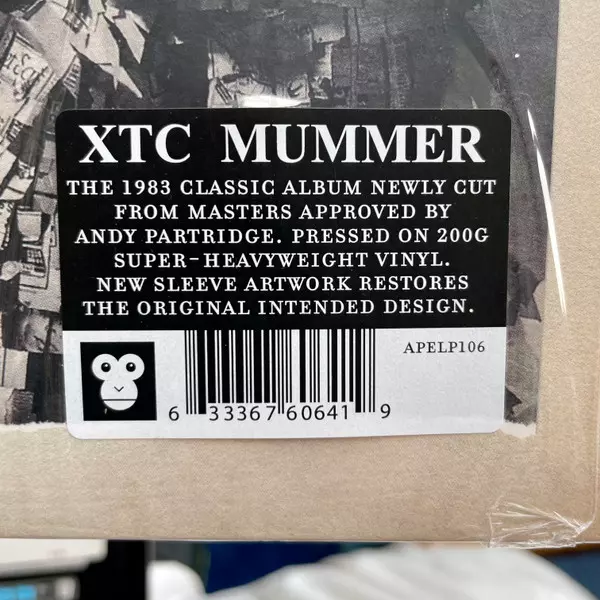 XTC MUMMER
THE 1983 CLASSIC ALBUM NEWLY CUT
FROM MASTERS APPROVED BY
ANDY PARTRIDGE. PRESSED ON 200G
SUPER-HEAVYWEIGHT VINYL.
NEW SLEEVE ARTWORK RESTORES
THE ORIGINAL INTENDED DESIGN.
APELP106
6 33367 60641 9